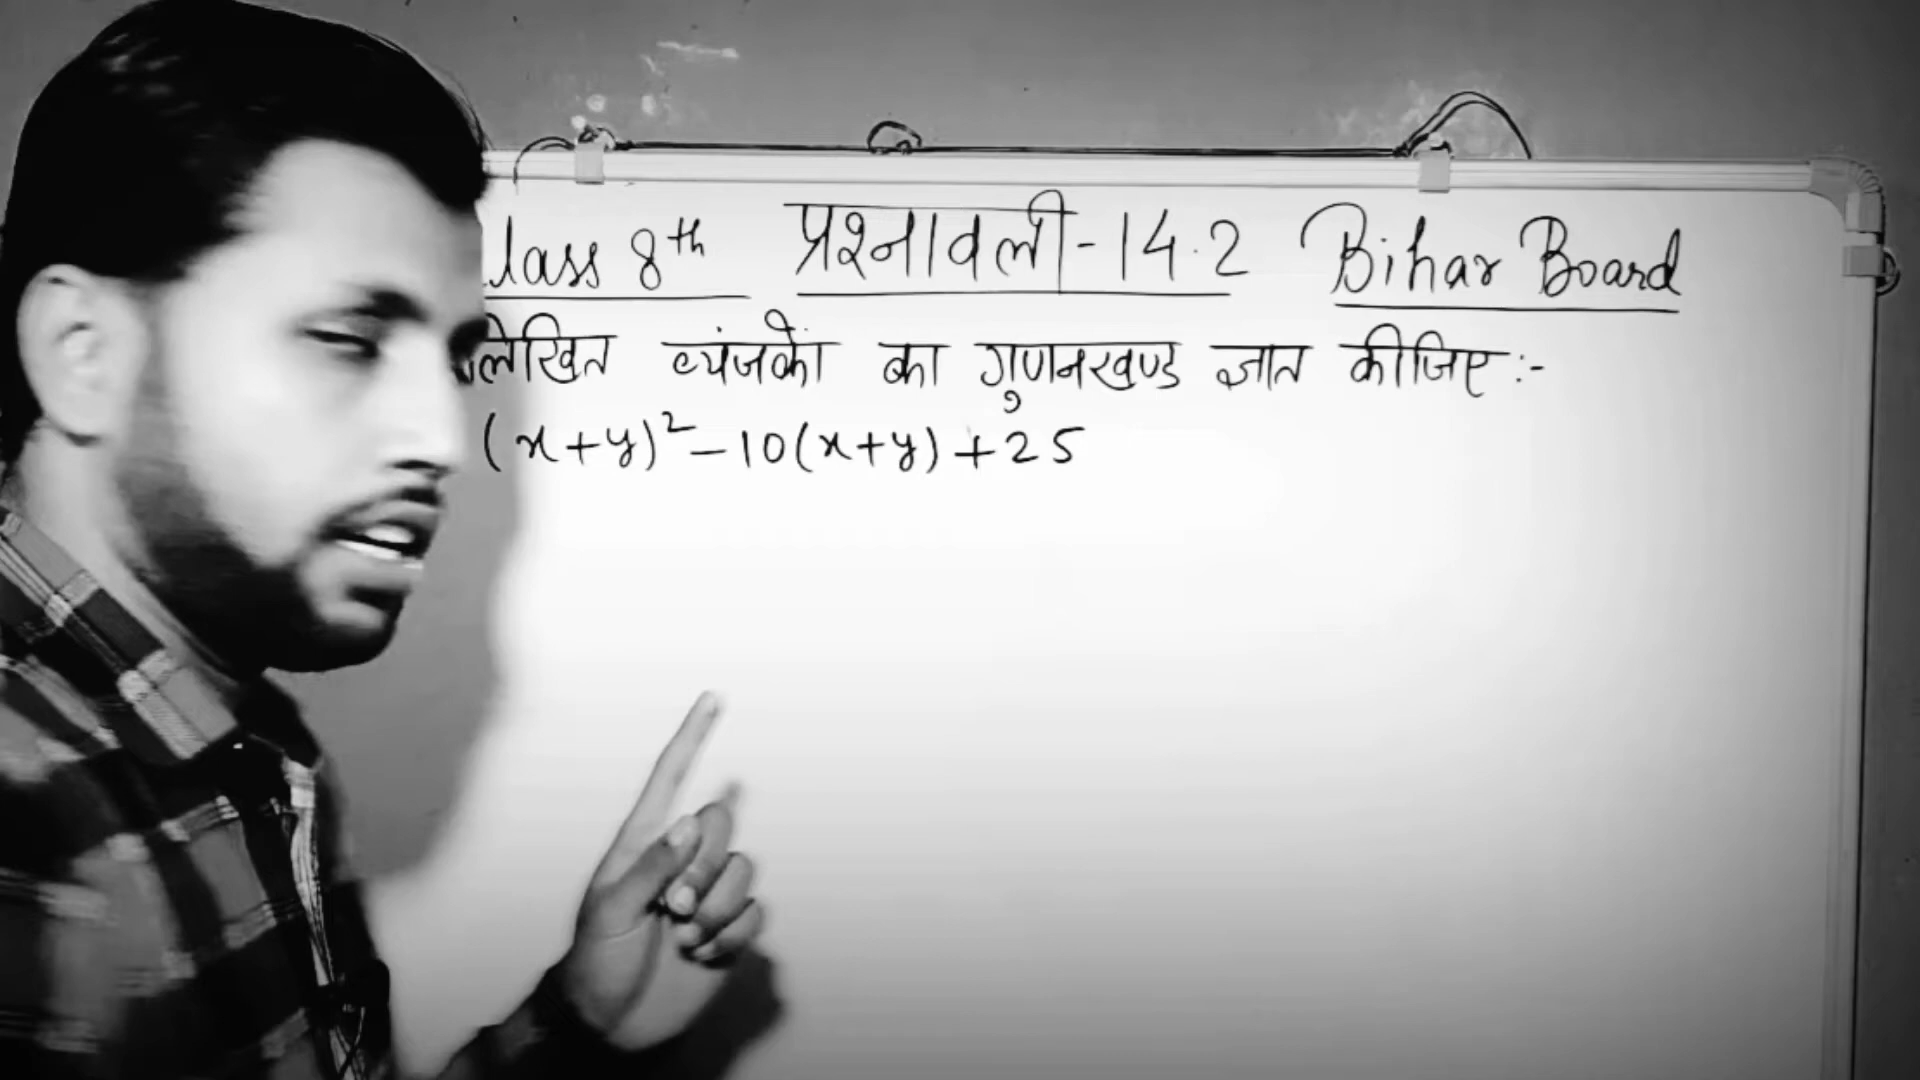 lass 8th प्रश्नावली-14.2 Bihar Board
लिखित व्यंजकों का गुणनखण्ड ज्ञात कीजिए :-
(x+y)²-10(x+y)+25